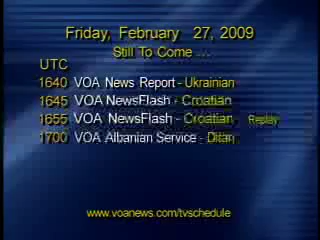 Friday, February 27, 2009
Still To Come ...
UTC
1640 VOA News Report - Ukrainian
1645 VOA NewsFlash - Croatian
1655 VOA NewsFlash - Croatian Replay
1700 VOA Albanian Service - Ditari
www.voanews.com/tvschedule